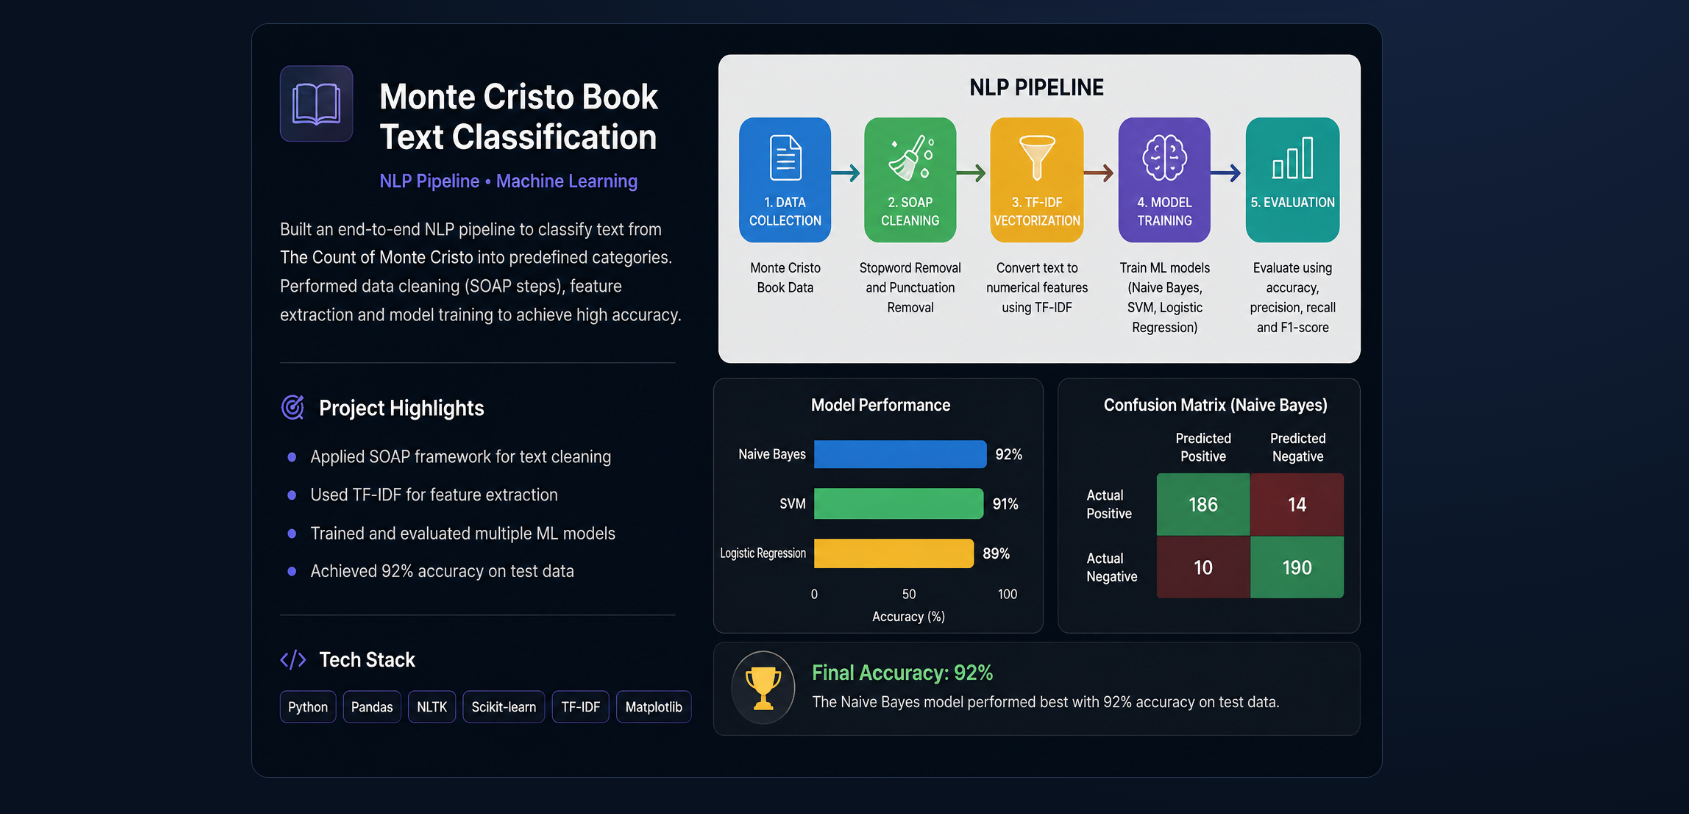 Monte Cristo Book
Text Classification
NLP Pipeline • Machine Learning
Built an end-to-end NLP pipeline to classify text from
The Count of Monte Cristo into predefined categories.
Performed data cleaning (SOAP steps), feature
extraction and model training to achieve high accuracy.
Project Highlights
Applied SOAP framework for text cleaning
Used TF-IDF for feature extraction
Trained and evaluated multiple ML models
Achieved 92% accuracy on test data
Tech Stack
Python
Pandas
NLTK
Scikit-learn
TF-IDF
Matplotlib
NLP PIPELINE
1. DATA
COLLECTION
Monte Cristo
Book Data
2. SOAP
CLEANING
Stopword Removal
and Punctuation
Removal
3. TF-IDF
VECTORIZATION
Convert text to
numerical features
using TF-IDF
4. MODEL
TRAINING
Train ML models
(Naive Bayes,
SVM, Logistic
Regression)
5. EVALUATION
Evaluate using
accuracy,
precision, recall
and F1-score
Model Performance
Naive Bayes 92%
SVM 91%
Logistic Regression 89%
0 50 100
Accuracy (%)
Confusion Matrix (Naive Bayes)
Predicted
Positive
Predicted
Negative
Actual
Positive
186 14
Actual
Negative
10 190
Final Accuracy: 92%
The Naive Bayes model performed best with 92% accuracy on test data.